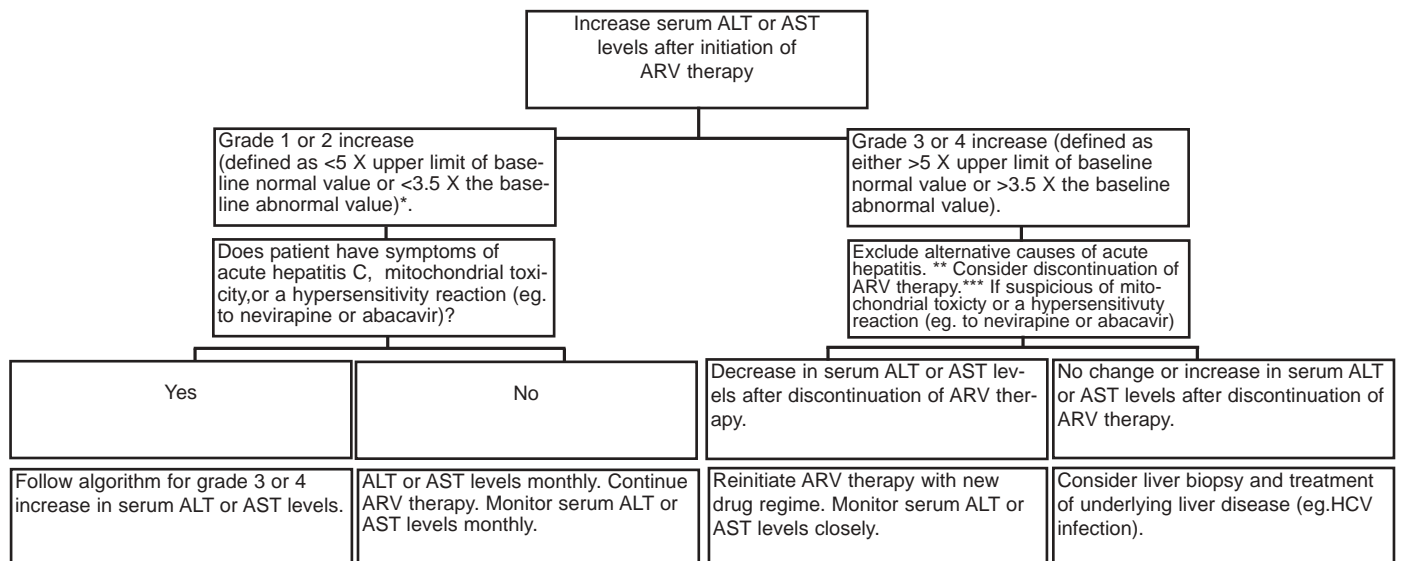 Increase serum ALT or AST
levels after initiation of
ARV therapy
Grade 1 or 2 increase
(defined as <5 X upper limit of base-
line normal value or <3.5 X the base-
line abnormal value)*.
Grade 3 or 4 increase (defined as
either >5 X upper limit of baseline
normal value or >3.5 X the baseline
abnormal value).
Does patient have symptoms of
acute hepatitis C, mitochondrial toxi-
city,or a hypersensitivity reaction (eg.
to nevirapine or abacavir)?
Exclude alternative causes of acute
hepatitis. ** Consider discontinuation of
ARV therapy.*** If suspicious of mito-
chondrial toxicty or a hypersensitivuty
reaction (eg. to nevirapine or abacavir)
Yes
No
Decrease in serum ALT or AST lev-
els after discontinuation of ARV ther-
apy.
No change or increase in serum ALT
or AST levels after discontinuation of
ARV therapy.
Follow algorithm for grade 3 or 4
increase in serum ALT or AST levels.
ALT or AST levels monthly. Continue
ARV therapy. Monitor serum ALT or
AST levels monthly.
Reinitiate ARV therapy with new
drug regime. Monitor serum ALT or
AST levels closely.
Consider liver biopsy and treatment
of underlying liver disease (eg.HCV
infection).